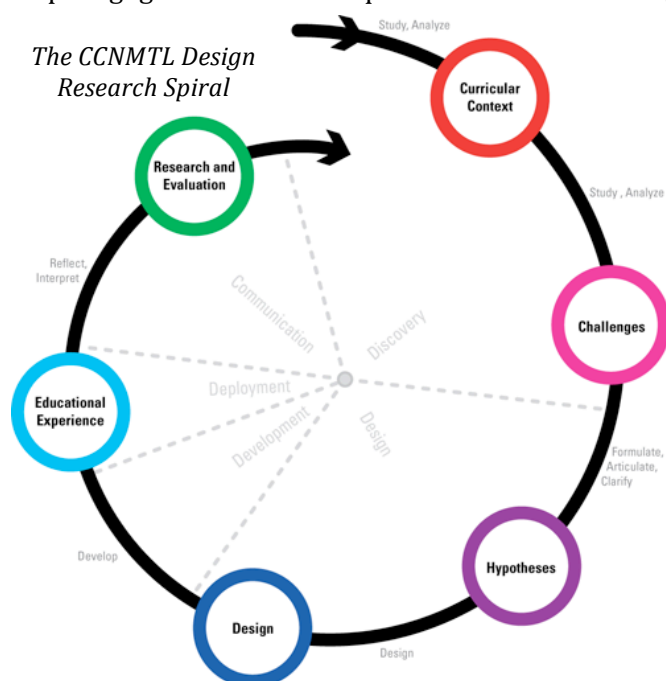 The CCNMTL Design
Research Spiral
Study, Analyze
Curricular
Context
Study , Analyze
Challenges
Formulate,
Articulate,
Clarify
Hypotheses
Design
Design
Develop
Educational
Experience
Reflect,
Interpret
Research and
Evaluation
Communication
Discovery
Deployment
Development
Design